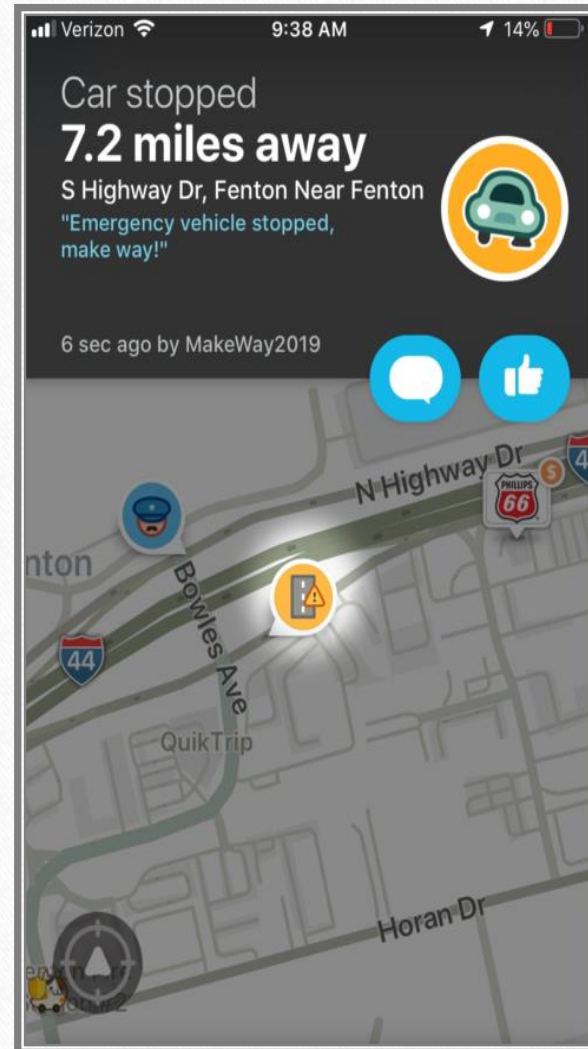 Verizon 9:38 AM 14%
Car stopped
7.2 miles away
S Highway Dr, Fenton Near Fenton
"Emergency vehicle stopped,
make way!"
6 sec ago by MakeWay2019
N Highway Dr
PHILLIPS
66
nton
Bowles Ave
44
QuikTrip
Horan Dr